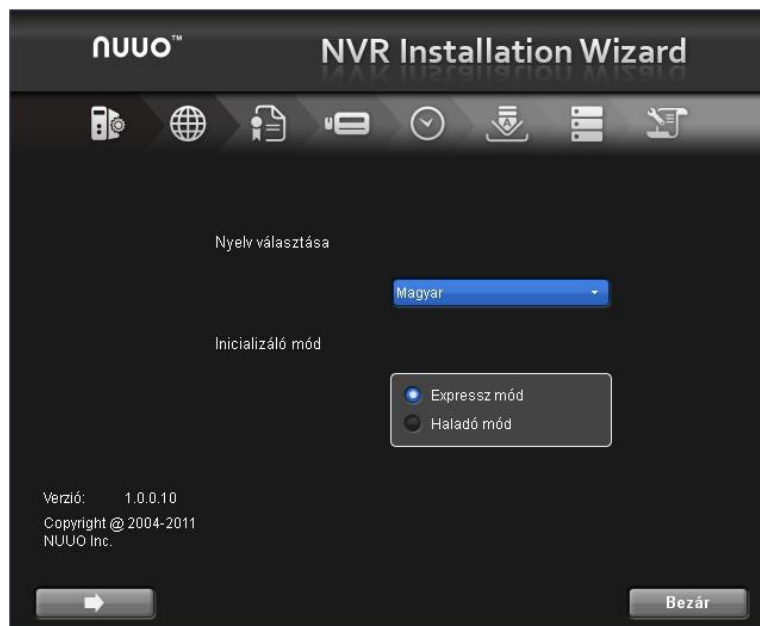 nuuo™
NVR Installation Wizard
Nyelv választása
Magyar
Inicializáló mód
Expressz mód
Haladó mód
Verzió: 1.0.0.10
Copyright @ 2004-2011
NUUO Inc.
Bezár